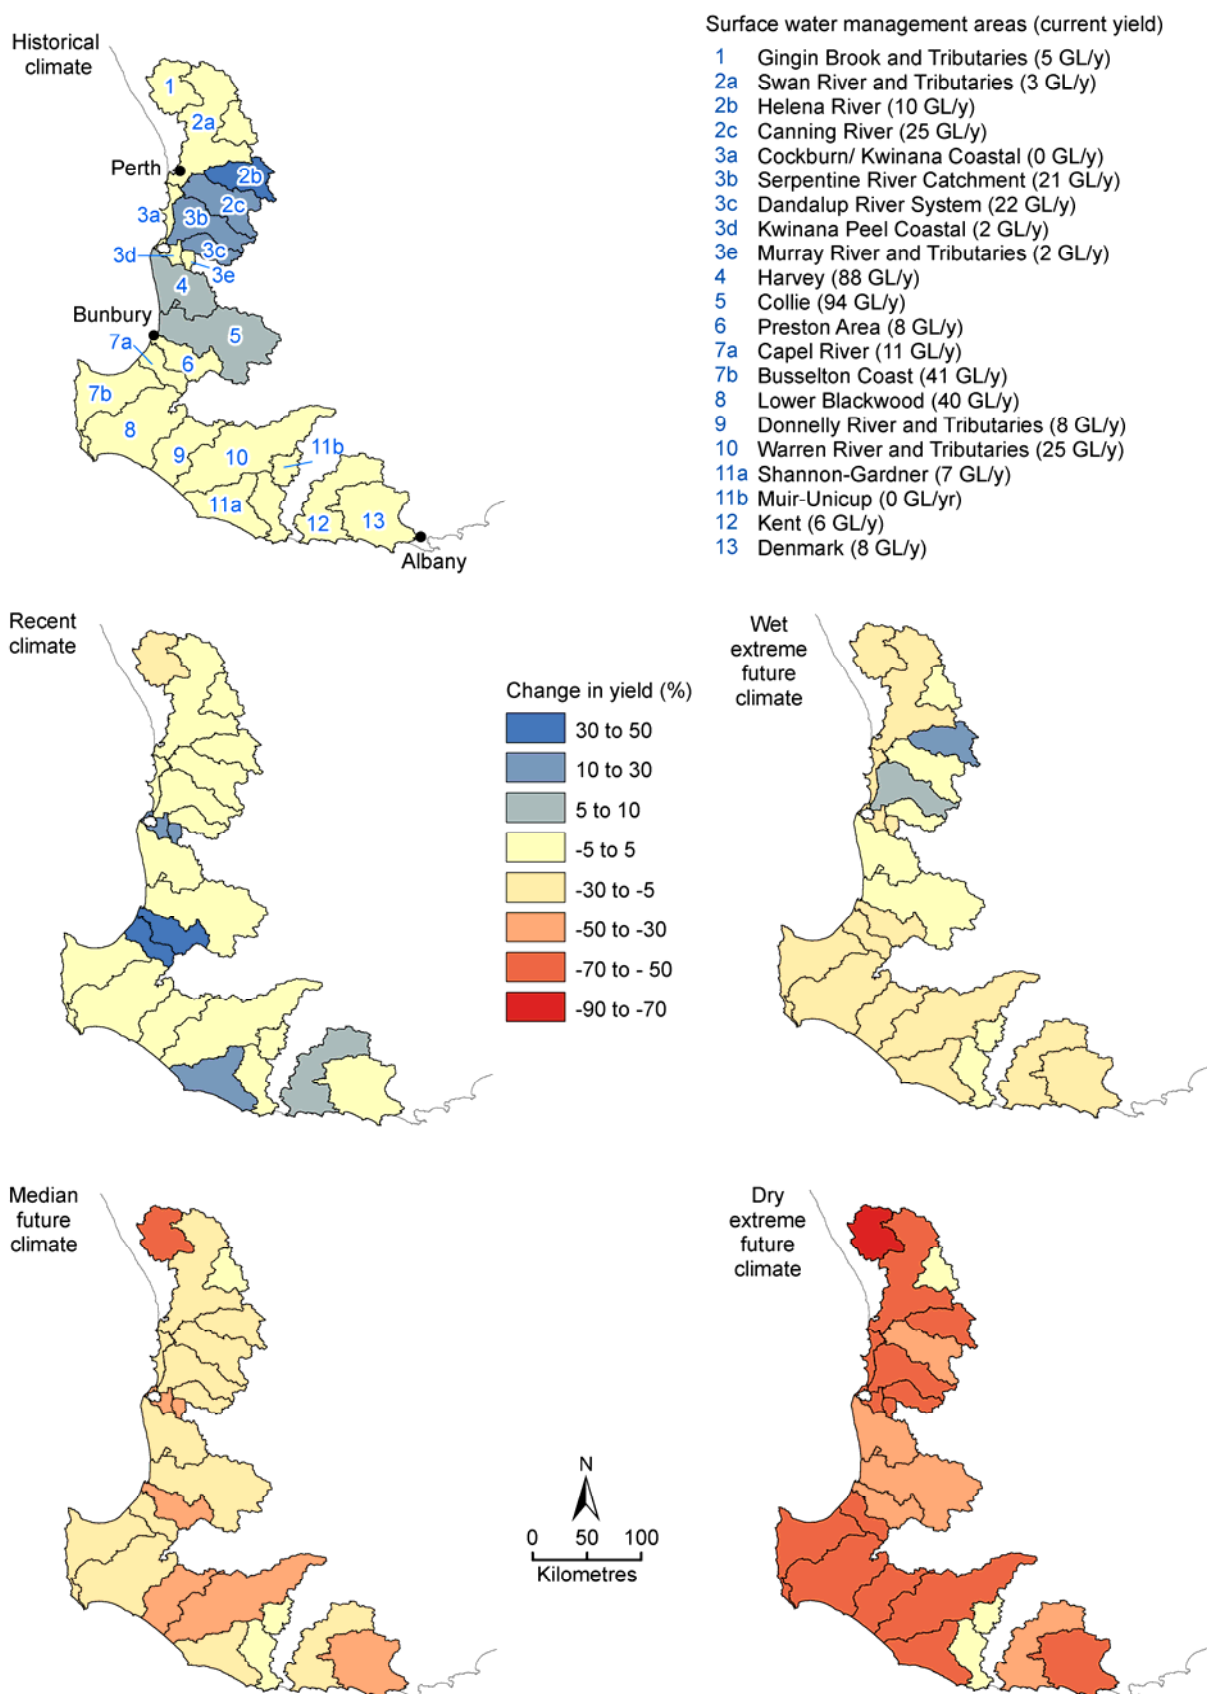 Historical
climate
1
2a
Perth
2b
2c
3a
3b
3c
3d
3e
4
Bunbury
5
7a
6
7b
8
9
10
11b
11a
12
13
Albany
Surface water management areas (current yield)
1 Gingin Brook and Tributaries (5 GL/y)
2a Swan River and Tributaries (3 GL/y)
2b Helena River (10 GL/y)
2c Canning River (25 GL/y)
3a Cockburn/ Kwinana Coastal (0 GL/y)
3b Serpentine River Catchment (21 GL/y)
3c Dandalup River System (22 GL/y)
3d Kwinana Peel Coastal (2 GL/y)
3e Murray River and Tributaries (2 GL/y)
4 Harvey (88 GL/y)
5 Collie (94 GL/y)
6 Preston Area (8 GL/y)
7a Capel River (11 GL/y)
7b Busselton Coast (41 GL/y)
8 Lower Blackwood (40 GL/y)
9 Donnelly River and Tributaries (8 GL/y)
10 Warren River and Tributaries (25 GL/y)
11a Shannon-Gardner (7 GL/y)
11b Muir-Unicup (0 GL/yr)
12 Kent (6 GL/y)
13 Denmark (8 GL/y)
Recent
climate
Change in yield (%)
30 to 50
10 to 30
5 to 10
-5 to 5
-30 to -5
-50 to -30
-70 to - 50
-90 to -70
Wet
extreme
future
climate
Median
future
climate
N
0 50 100
Kilometres
Dry
extreme
future
climate